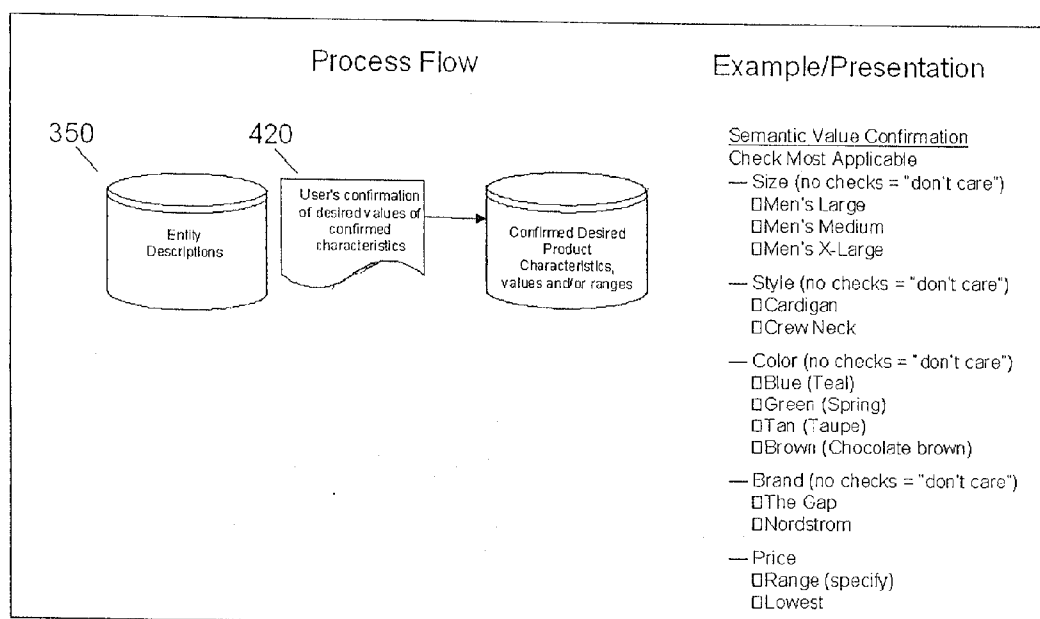 Process Flow
Example/Presentation
350
420
Entity
Descriptions
User's confirmation
of desired values of
confirmed
characteristics
Confirmed Desired
Product
Characteristics,
values and/or ranges
Semantic Value Confirmation
Check Most Applicable
— Size (no checks = "don't care")
▯Men's Large
▯Men's Medium
▯Men's X-Large
— Style (no checks = "don't care")
▯Cardigan
▯Crew Neck
— Color (no checks = "don't care")
▯Blue (Teal)
▯Green (Spring)
▯Tan (Taupe)
▯Brown (Chocolate brown)
— Brand (no checks = "don't care")
▯The Gap
▯Nordstrom
— Price
▯Range (specify)
▯Lowest